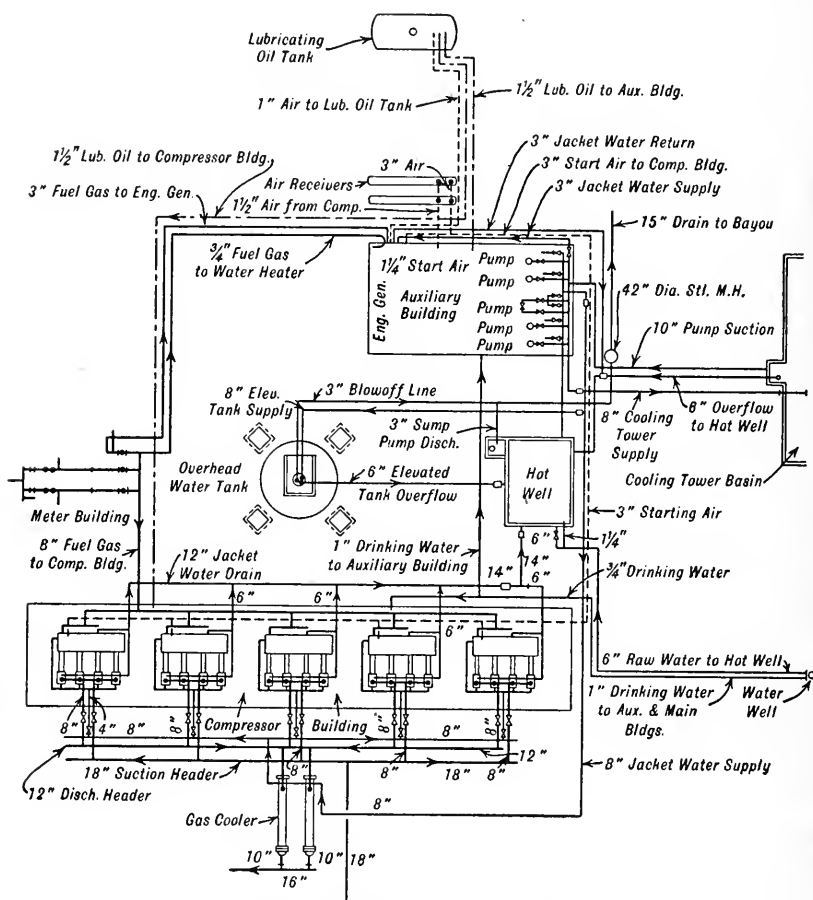 Lubricating
Oil Tank
1" Air to Lub. Oil Tank
1½" Lub. Oil to Aux. Bldg.
3" Jacket Water Return
3" Air
3" Start Air to Comp. Bldg.
1½" Lub. Oil to Compressor Bldg.
3" Jacket Water Supply
3" Fuel Gas to Eng. Gen.
Air Receivers
1½" Air from Comp.
15" Drain to Bayou
¾" Fuel Gas
to Water Heater
1¼" Start Air
Pump
Pump
Pump
Pump
Pump
Eng. Gen.
Auxiliary
Building
42" Dia. Stl. M.H.
10" Pump Suction
8" Elev.
Tank Supply
3" Blowoff Line
3" Sump
Pump Disch.
8" Cooling
Tower
Supply
6" Overflow
to Hot Well
Overhead
Water Tank
6" Elevated
Tank Overflow
Hot
Well
Cooling Tower Basin
Meter Building
3" Starting Air
8" Fuel Gas
to Comp. Bldg.
12" Jacket
Water Drain
1" Drinking Water
to Auxiliary Building
6"
1¼"
14"
14"
6"
¾" Drinking Water
6"
6"
6"
6"
6" Raw Water to Hot Well
1" Drinking Water
to Aux. & Main
Bldgs.
Water
Well
8"
4"
8"
8"
Compressor
Building
8"
8"
8"
8"
12"
18" Suction Header
8"
8"
18"
8"
12" Disch. Header
8" Jacket Water Supply
8"
Gas Cooler
10"
10"
18"
16"